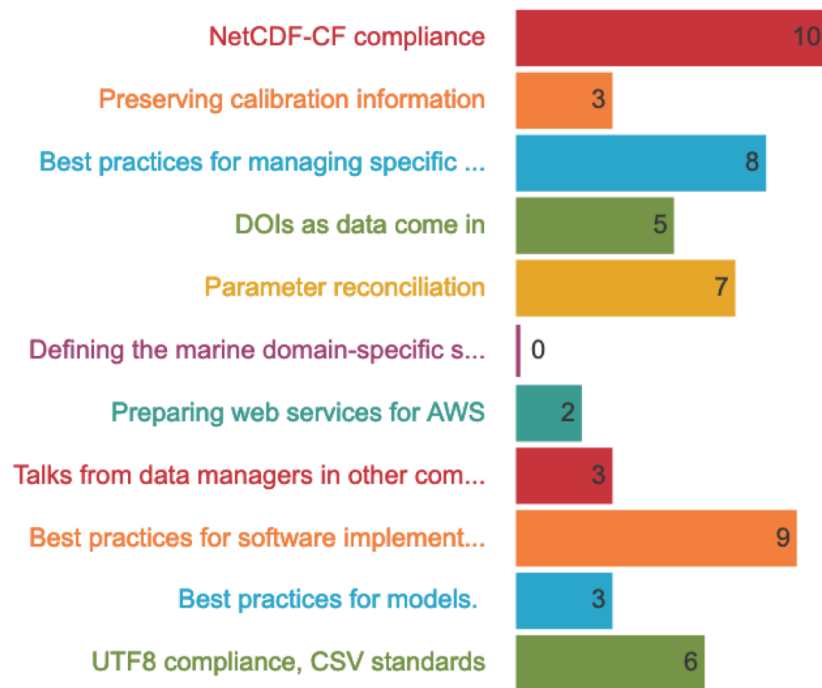 NetCDF-CF compliance 10
Preserving calibration information 3
Best practices for managing specific ... 8
DOIs as data come in 5
Parameter reconciliation 7
Defining the marine domain-specific s... 0
Preparing web services for AWS 2
Talks from data managers in other com... 3
Best practices for software implement... 9
Best practices for models. 3
UTF8 compliance, CSV standards 6